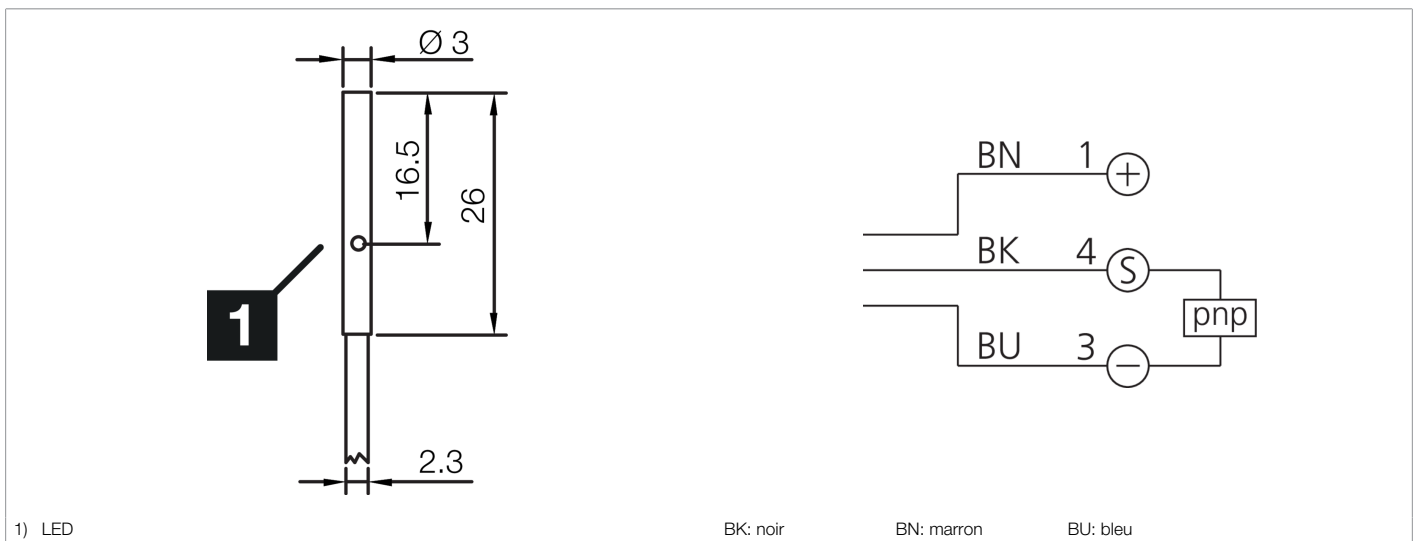 Ø 3
16.5
26
1
2.3
BN 1 +
BK 4 S
pnp
BU 3 −
1) LED
BK: noir BN: marron BU: bleu